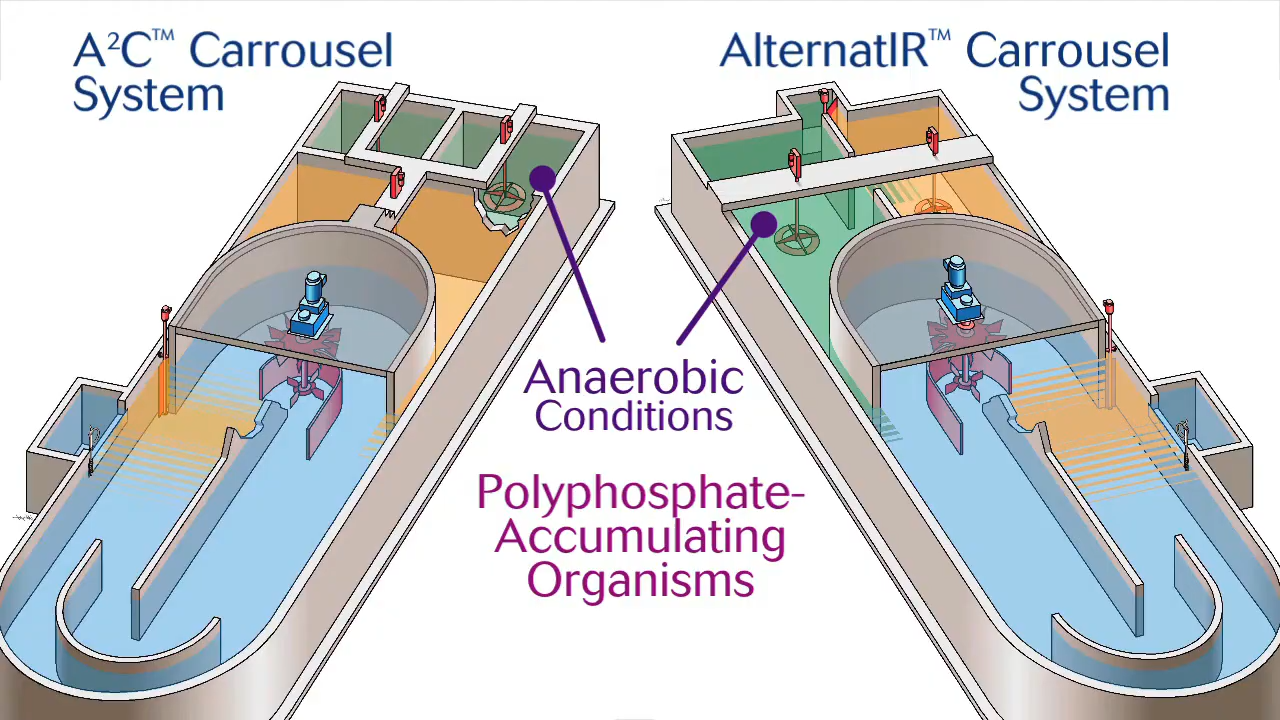 A²C™ Carrousel
System
AlternatIR™ Carrousel
System
Anaerobic
Conditions
Polyphosphate-
Accumulating
Organisms